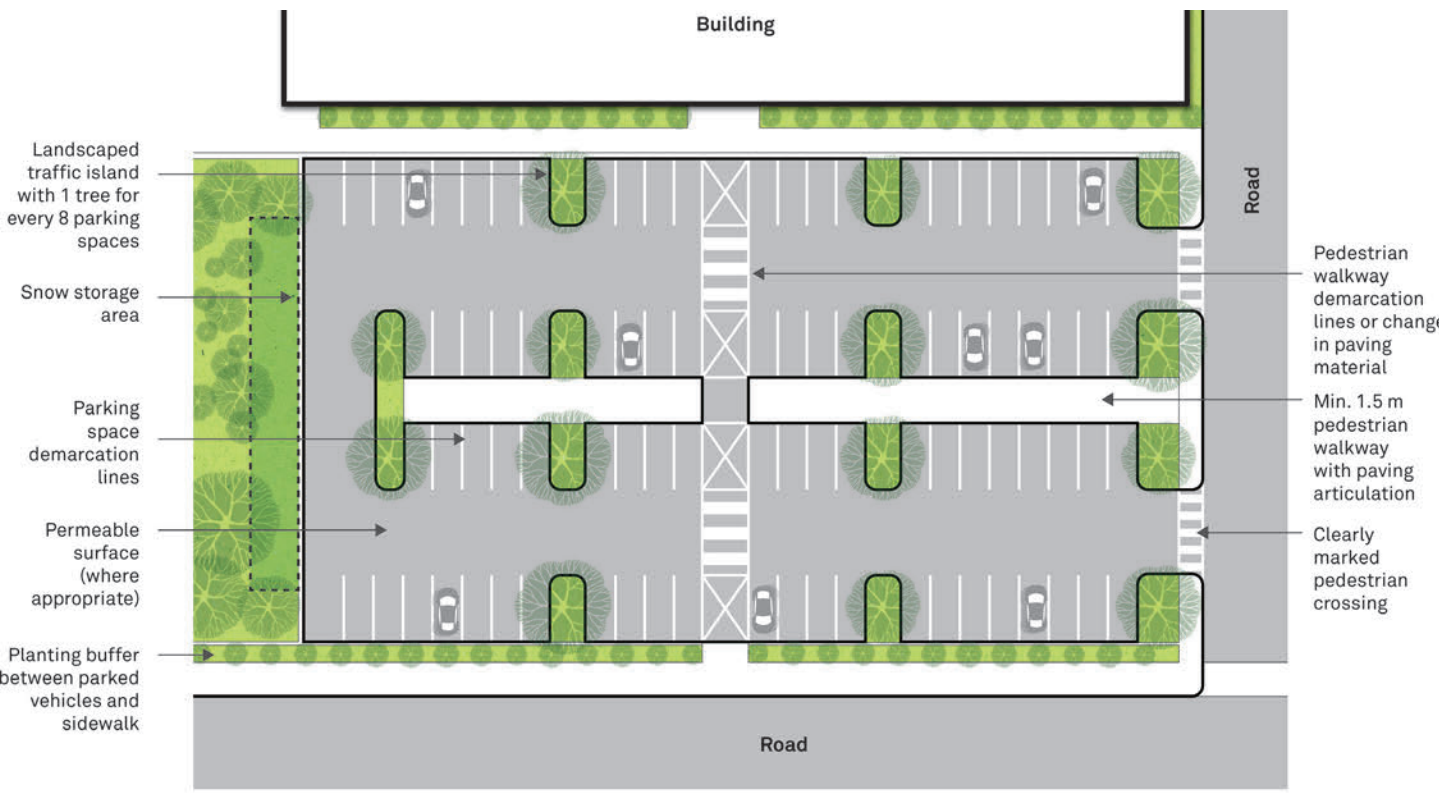 Building
Landscaped
traffic island
with 1 tree for
every 8 parking
spaces
Snow storage
area
Parking
space
demarcation
lines
Permeable
surface
(where
appropriate)
Planting buffer
between parked
vehicles and
sidewalk
Road
Pedestrian
walkway
demarcation
lines or change
in paving
material
Min. 1.5 m
pedestrian
walkway
with paving
articulation
Clearly
marked
pedestrian
crossing
Road